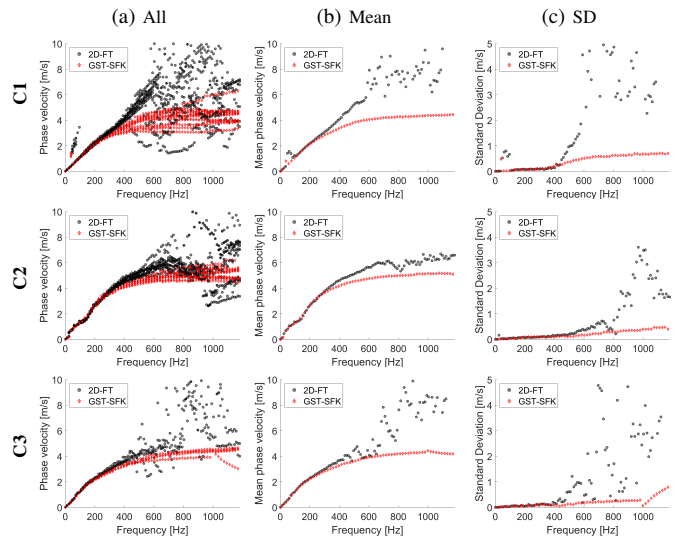 (a) All (b) Mean (c) SD
C1
Phase velocity [m/s]
10
8
6
4
2
0
2D-FT
GST-SFK
0 200 400 600 800 1000
Frequency [Hz]
Mean phase velocity [m/s]
10
8
6
4
2
0
2D-FT
GST-SFK
0 200 400 600 800 1000
Frequency [Hz]
Standard Deviation [m/s]
5
4
3
2
1
0
2D-FT
GST-SFK
0 200 400 600 800 1000
Frequency [Hz]
C2
Phase velocity [m/s]
10
8
6
4
2
0
2D-FT
GST-SFK
0 200 400 600 800 1000
Frequency [Hz]
Mean phase velocity [m/s]
10
8
6
4
2
0
2D-FT
GST-SFK
0 200 400 600 800 1000
Frequency [Hz]
Standard Deviation [m/s]
5
4
3
2
1
0
2D-FT
GST-SFK
0 200 400 600 800 1000
Frequency [Hz]
C3
Phase velocity [m/s]
10
8
6
4
2
0
2D-FT
GST-SFK
0 200 400 600 800 1000
Frequency [Hz]
Mean phase velocity [m/s]
10
8
6
4
2
0
2D-FT
GST-SFK
0 200 400 600 800 1000
Frequency [Hz]
Standard Deviation [m/s]
5
4
3
2
1
0
2D-FT
GST-SFK
0 200 400 600 800 1000
Frequency [Hz]